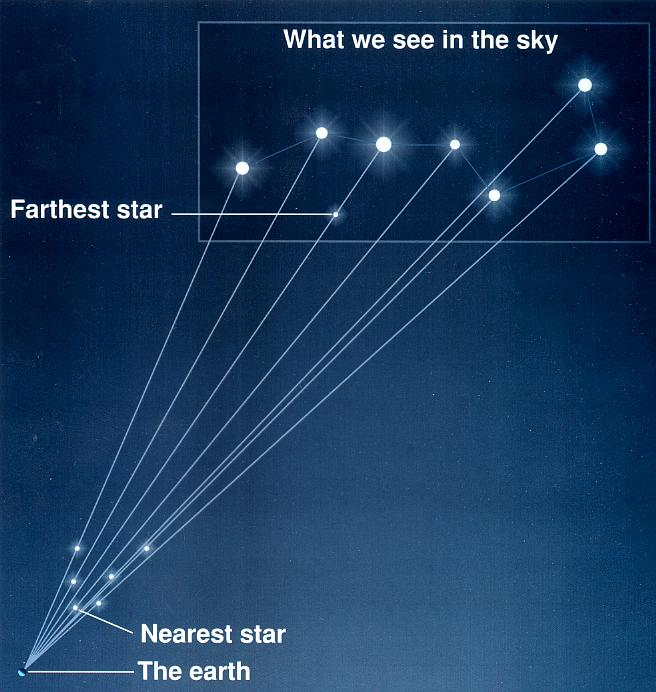 What we see in the sky
Farthest star
Nearest star
The earth